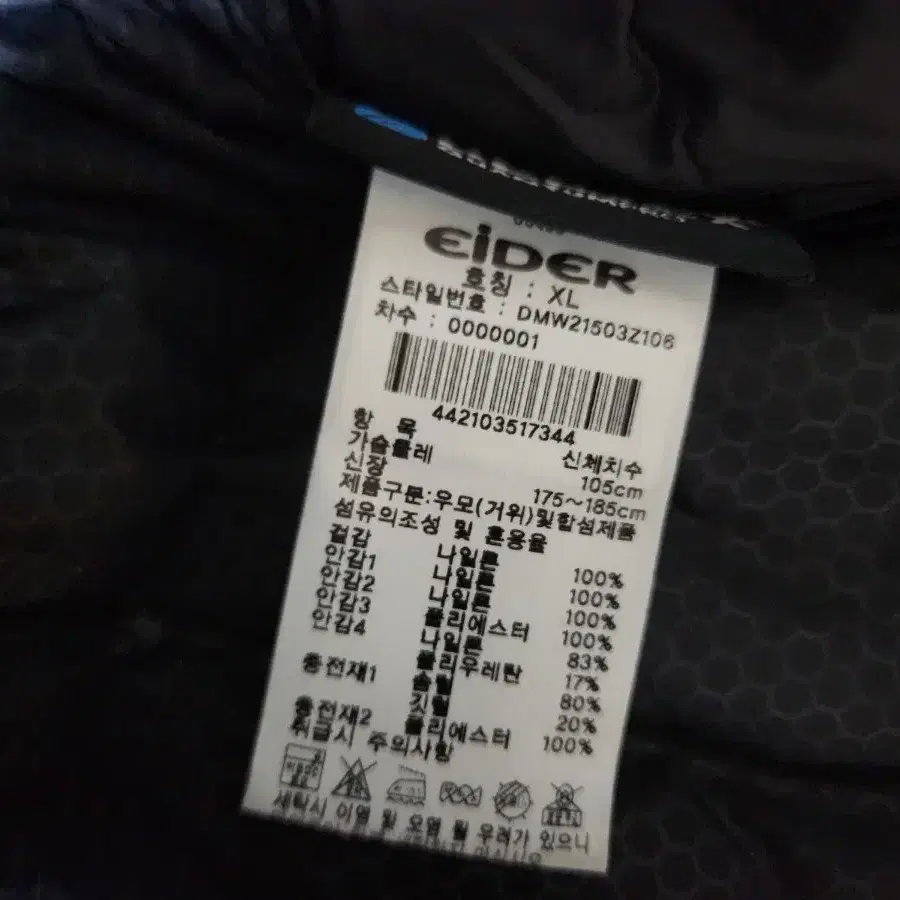 EiDER
호칭 : XL
스타일번호 : DMW21503Z106
차수 : 0000001
442103517344
항 목 신체치수
가슴둘레 105cm
신장 175~185cm
제품구분:우모(거위)및합섬제품
섬유의조성 및 혼용율
겉감 나일론 100%
안감1 나일론 100%
안감2 나일론 100%
안감3 폴리에스터 100%
안감4 나일론 83%
폴리우레탄 17%
충전재1 솜털 80%
깃털 20%
충전재2 폴리에스터 100%
취급시 주의사항
세탁시 이염 및 오염 될 우려가 있으니